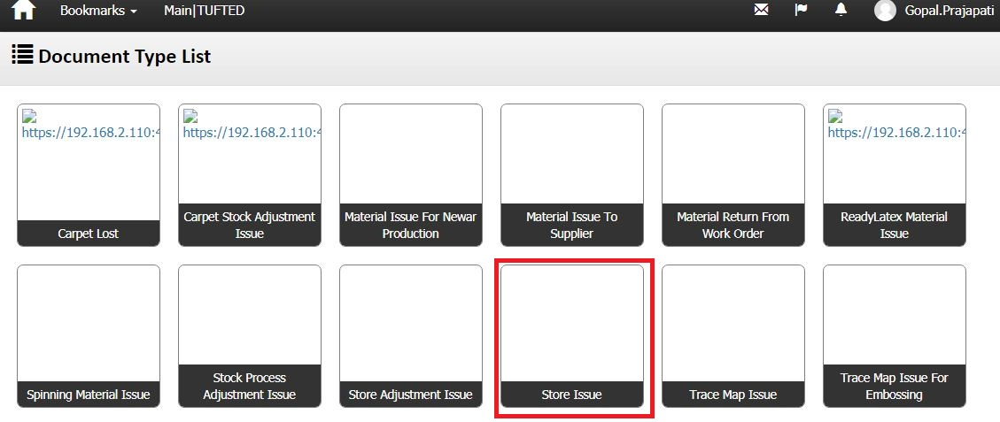 Bookmarks Main|TUFTED Gopal.Prajapati
Document Type List
https://192.168.2.110:4 https://192.168.2.110:4 https://192.168.2.110:4
Carpet Lost
Carpet Stock Adjustment
Issue
Material Issue For Newar
Production
Material Issue To
Supplier
Material Return From
Work Order
ReadyLatex Material
Issue
Spinning Material Issue
Stock Process
Adjustment Issue
Store Adjustment Issue
Store Issue
Trace Map Issue
Trace Map Issue For
Embossing